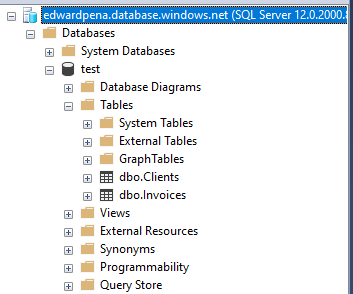 edwardpena.database.windows.net (SQL Server 12.0.2000.8
Databases
System Databases
test
Database Diagrams
Tables
System Tables
External Tables
GraphTables
dbo.Clients
dbo.Invoices
Views
External Resources
Synonyms
Programmability
Query Store